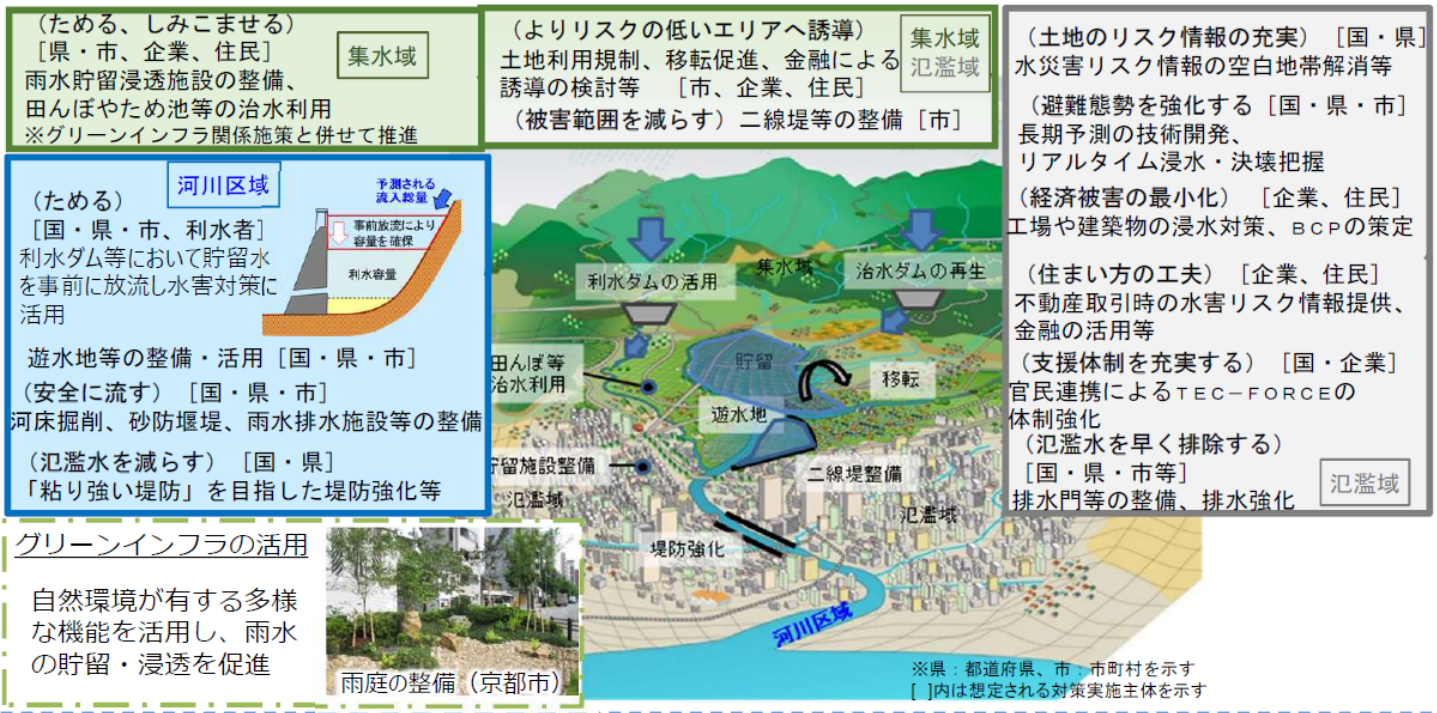 (ためる、しみこませる)
[県・市、企業、住民]
集水域
雨水貯留浸透施設の整備、
田んぼやため池等の治水利用
※グリーンインフラ関係施策と併せて推進
(よりリスクの低いエリアへ誘導)
土地利用規制、移転促進、金融による
誘導の検討等 [市、企業、住民]
集水域
氾濫域
(被害範囲を減らす)二線堤等の整備[市]
(土地のリスク情報の充実) [国・県]
水災害リスク情報の空白地帯解消等
(避難態勢を強化する[国・県・市]
長期予測の技術開発、
リアルタイム浸水・決壊把握
(経済被害の最小化) [企業、住民]
工場や建築物の浸水対策、BCPの策定
(住まい方の工夫) [企業、住民]
不動産取引時の水害リスク情報提供、
金融の活用等
(支援体制を充実する) [国・企業]
官民連携によるTEC-FORCEの
体制強化
(氾濫水を早く排除する)
[国・県・市等]
排水門等の整備、排水強化
氾濫域
河川区域
(ためる)
[国・県・市、利水者]
利水ダム等において貯留水
を事前に放流し水害対策に
活用
予測される
流入総量
事前放流により
容量を確保
利水容量
遊水地等の整備・活用[国・県・市]
(安全に流す) [国・県・市]
河床掘削、砂防堰堤、雨水排水施設等の整備
(氾濫水を減らす) [国・県]
「粘り強い堤防」を目指した堤防強化等
集水域
利水ダムの活用
治水ダムの再生
田んぼ等
治水利用
貯留
移転
遊水地
貯留施設整備
二線堤整備
氾濫域
氾濫域
堤防強化
河川区域
グリーンインフラの活用
自然環境が有する多様
な機能を活用し、雨水
の貯留・浸透を促進
雨庭の整備(京都市)
※県:都道府県、市:市町村を示す
[ ]内は想定される対策実施主体を示す